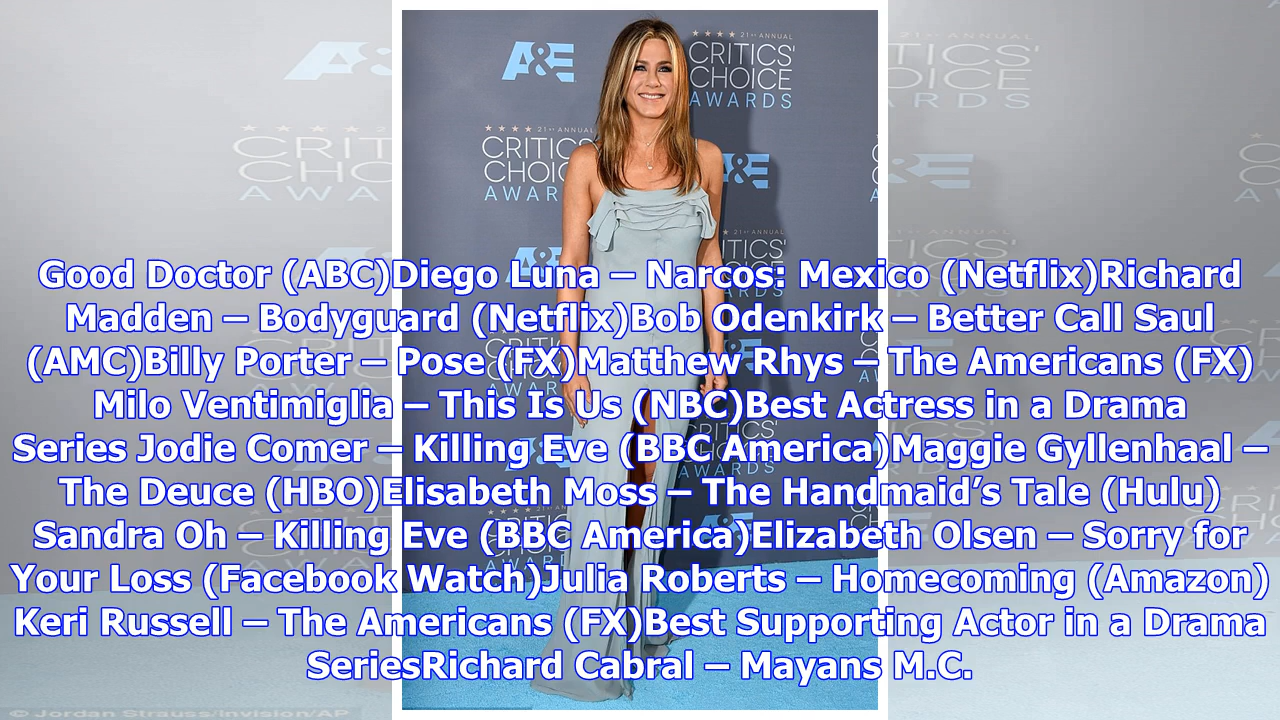 A&E
★★★★ 21st ANNUAL
CRITICS'
CHOICE
AWARDS
Good Doctor (ABC)Diego Luna – Narcos: Mexico (Netflix)Richard
Madden – Bodyguard (Netflix)Bob Odenkirk – Better Call Saul
(AMC)Billy Porter – Pose (FX)Matthew Rhys – The Americans (FX)
Milo Ventimiglia – This Is Us (NBC)Best Actress in a Drama
Series Jodie Comer – Killing Eve (BBC America)Maggie Gyllenhaal –
The Deuce (HBO)Elisabeth Moss – The Handmaid’s Tale (Hulu)
Sandra Oh – Killing Eve (BBC America)Elizabeth Olsen – Sorry for
Your Loss (Facebook Watch)Julia Roberts – Homecoming (Amazon)
Keri Russell – The Americans (FX)Best Supporting Actor in a Drama
SeriesRichard Cabral – Mayans M.C.
© Jordan Strauss/Invision/AP